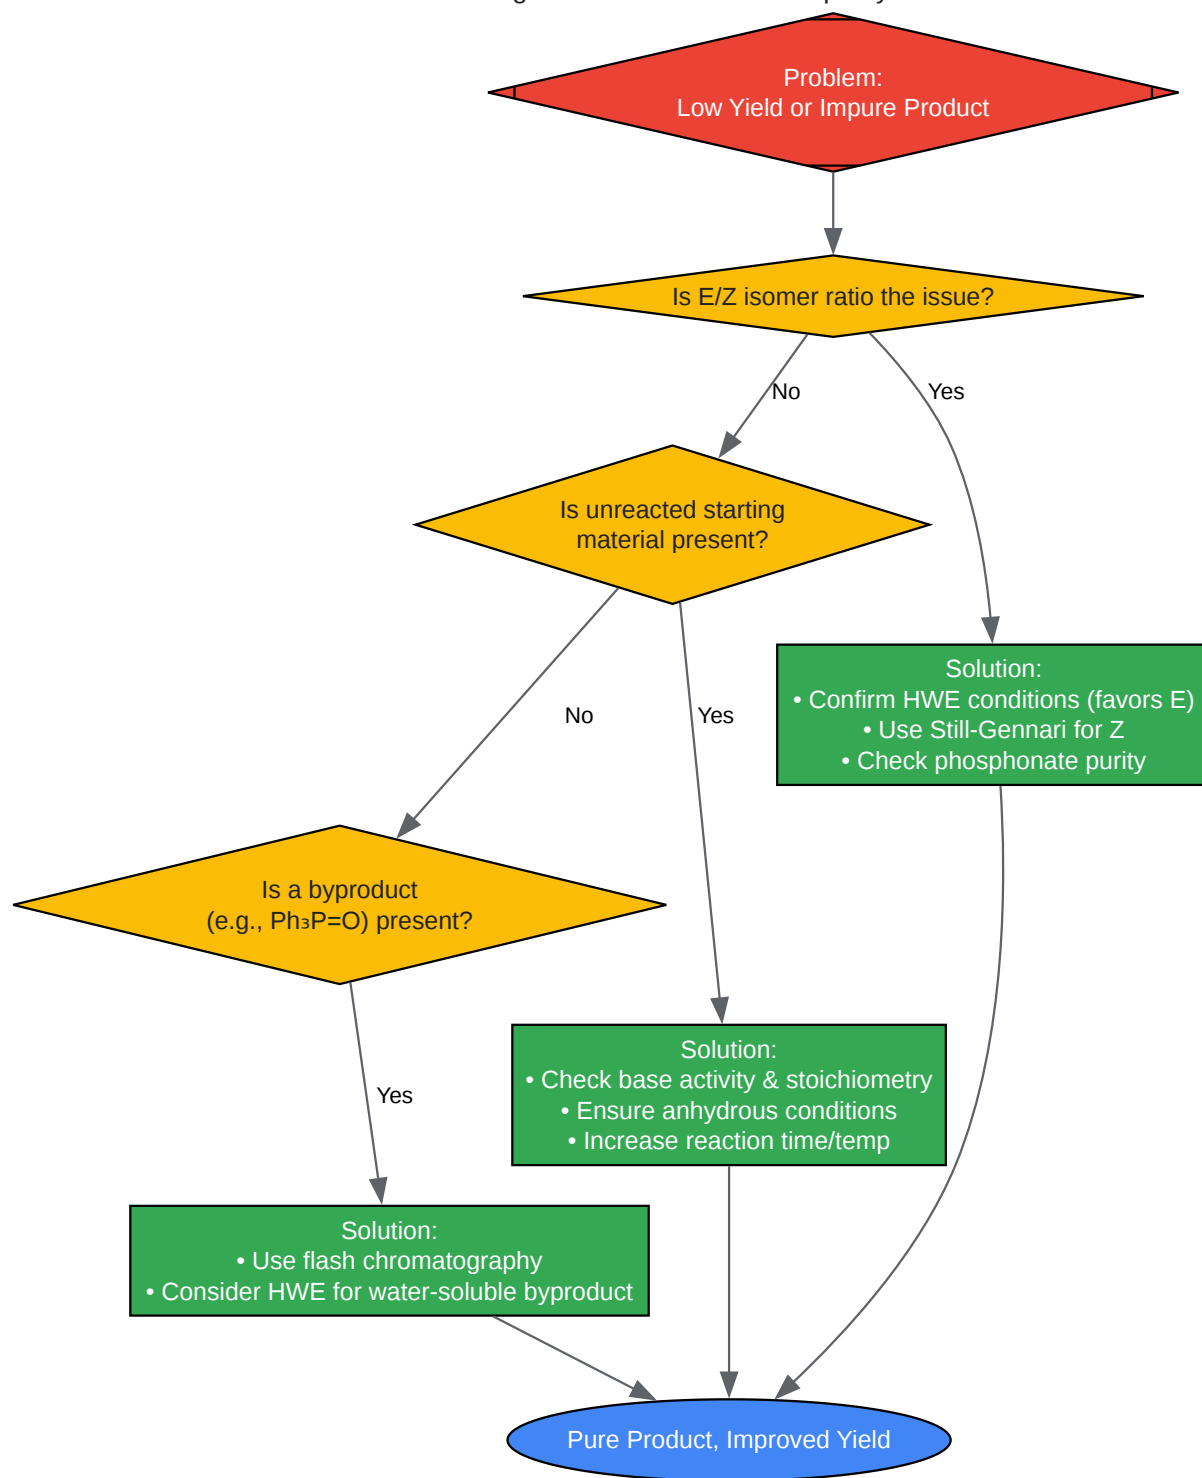 Problem:
Low Yield or Impure Product
Is E/Z isomer ratio the issue?
No
Yes
Is unreacted starting
material present?
Solution:
• Confirm HWE conditions (favors E)
• Use Still-Gennari for Z
• Check phosphonate purity
No
Yes
Is a byproduct
(e.g., Ph₃P=O) present?
Solution:
• Check base activity & stoichiometry
• Ensure anhydrous conditions
• Increase reaction time/temp
Yes
Solution:
• Use flash chromatography
• Consider HWE for water-soluble byproduct
Pure Product, Improved Yield